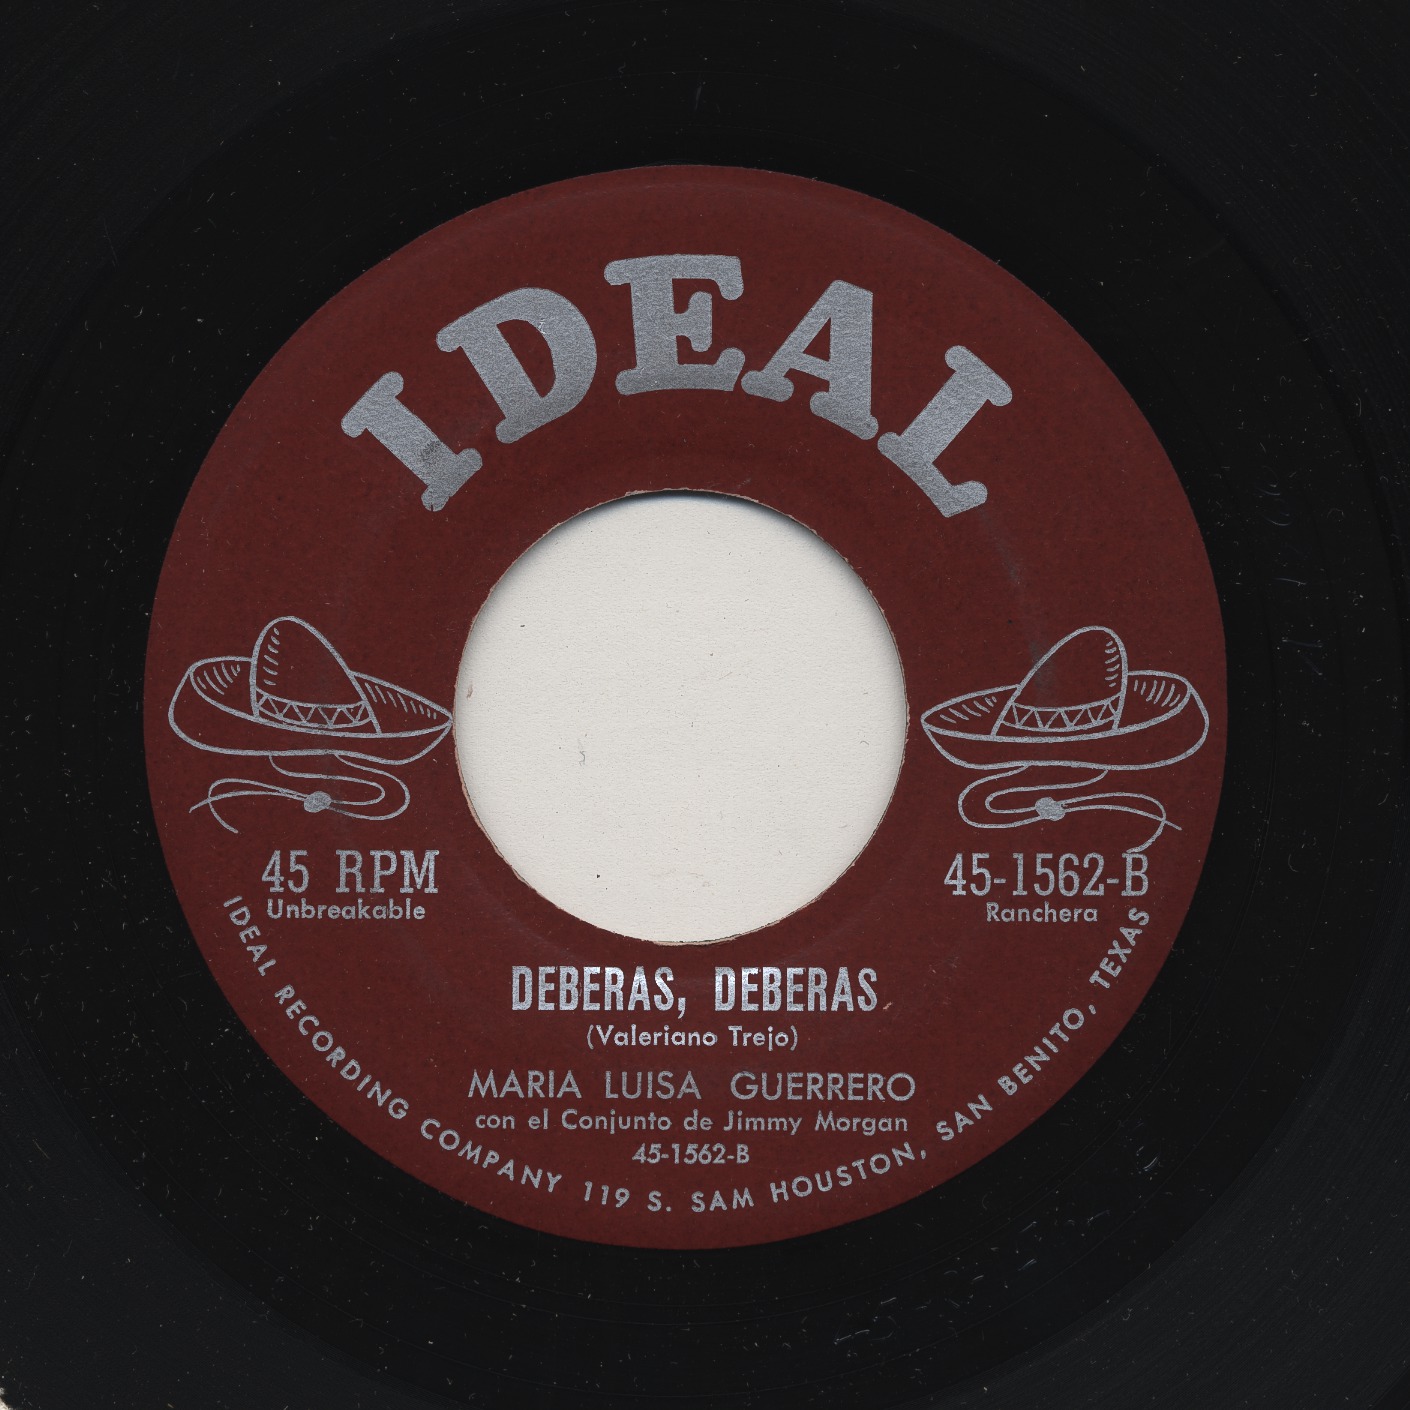 IDEAL
45 RPM
Unbreakable
45-1562-B
Ranchera
DEBERAS, DEBERAS
(Valeriano Trejo)
MARIA LUISA GUERRERO
con el Conjunto de Jimmy Morgan
45-1562-B
IDEAL RECORDING COMPANY 119 S. SAM HOUSTON, SAN BENITO, TEXAS